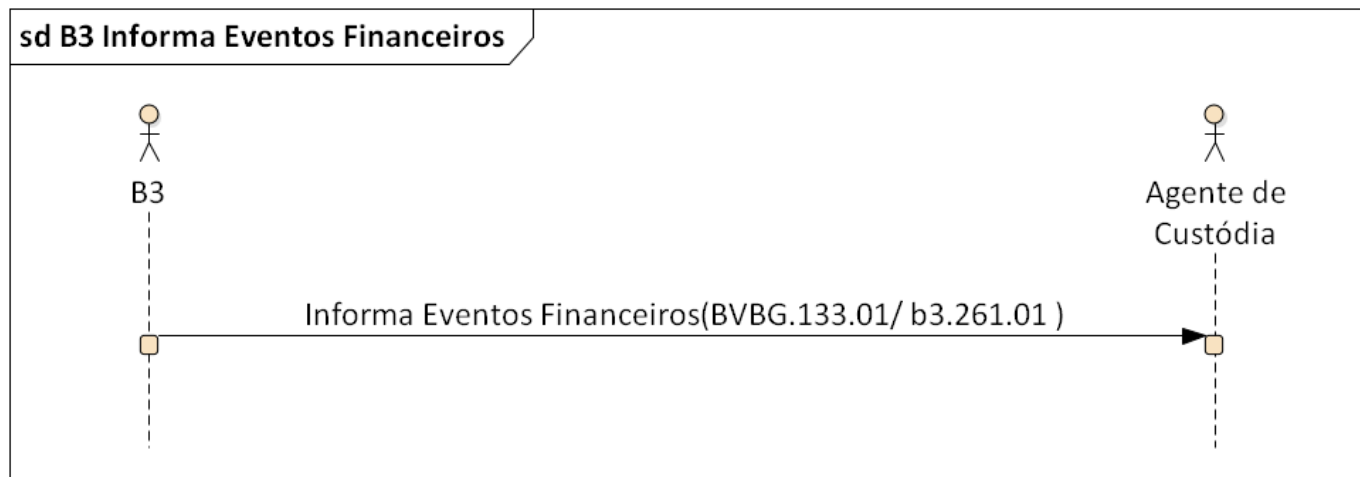 sd B3 Informa Eventos Financeiros
B3
Agente de
Custódia
Informa Eventos Financeiros(BVBG.133.01/ b3.261.01 )